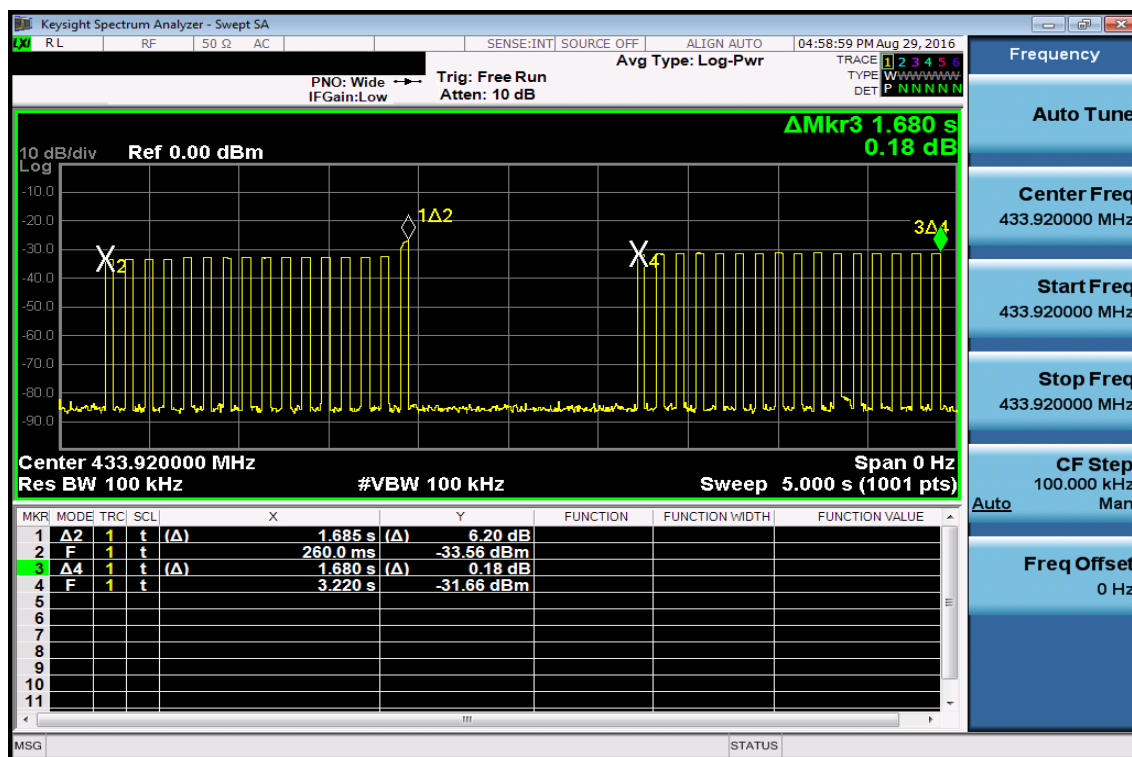 Keysight Spectrum Analyzer - Swept SA
LXI RL RF 50 Ω AC SENSE:INT SOURCE OFF ALIGN AUTO 04:58:59 PM Aug 29, 2016
PNO: Wide
IFGain:Low
Trig: Free Run
Atten: 10 dB
Avg Type: Log-Pwr
TRACE 1 2 3 4 5 6
TYPE WWWWWWW
DET P N N N N N
ΔMkr3 1.680 s
0.18 dB
10 dB/div Ref 0.00 dBm
Log
-10.0
-20.0
-30.0
-40.0
-50.0
-60.0
-70.0
-80.0
-90.0
X2
1Δ2
X4
3Δ4
Center 433.920000 MHz Span 0 Hz
Res BW 100 kHz #VBW 100 kHz Sweep 5.000 s (1001 pts)
MKR MODE TRC SCL X Y FUNCTION FUNCTION WIDTH FUNCTION VALUE
1 Δ2 1 t (Δ) 1.685 s (Δ) 6.20 dB
2 F 1 t 260.0 ms -33.56 dBm
3 Δ4 1 t (Δ) 1.680 s (Δ) 0.18 dB
4 F 1 t 3.220 s -31.66 dBm
5
6
7
8
9
10
11
MSG STATUS
Frequency
Auto Tune
Center Freq
433.920000 MHz
Start Freq
433.920000 MHz
Stop Freq
433.920000 MHz
CF Step
100.000 kHz
Auto Man
Freq Offset
0 Hz